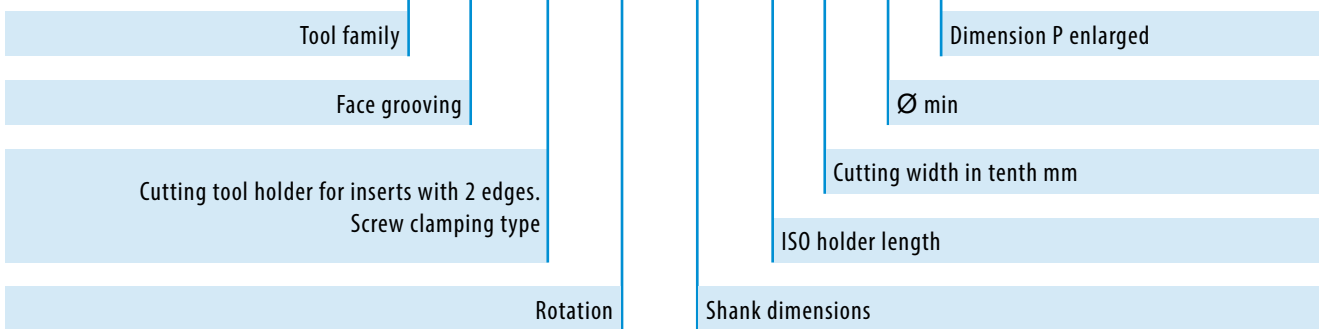 Tool family
Dimension P enlarged
Face grooving
Ø min
Cutting width in tenth mm
Cutting tool holder for inserts with 2 edges.
Screw clamping type
ISO holder length
Rotation
Shank dimensions